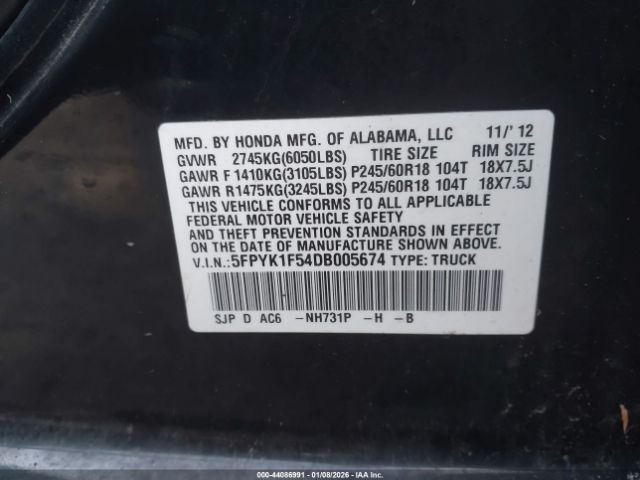 MFD. BY HONDA MFG. OF ALABAMA, LLC 11/'12
GVWR 2745KG(6050LBS) TIRE SIZE RIM SIZE
GAWR F1410KG(3105LBS) P245/60R18 104T 18X7.5J
GAWR R1475KG(3245LBS) P245/60R18 104T 18X7.5J
THIS VEHICLE CONFORMS TO ALL APPLICABLE
FEDERAL MOTOR VEHICLE SAFETY
AND THEFT PREVENTION STANDARDS IN EFFECT
ON THE DATE OF MANUFACTURE SHOWN ABOVE.
V.I.N.: 5FPYK1F54DB005674 TYPE: TRUCK
SJP D AC6 -NH731P -H -B
000-44086991 - 01/08/2026 - IAA INC.